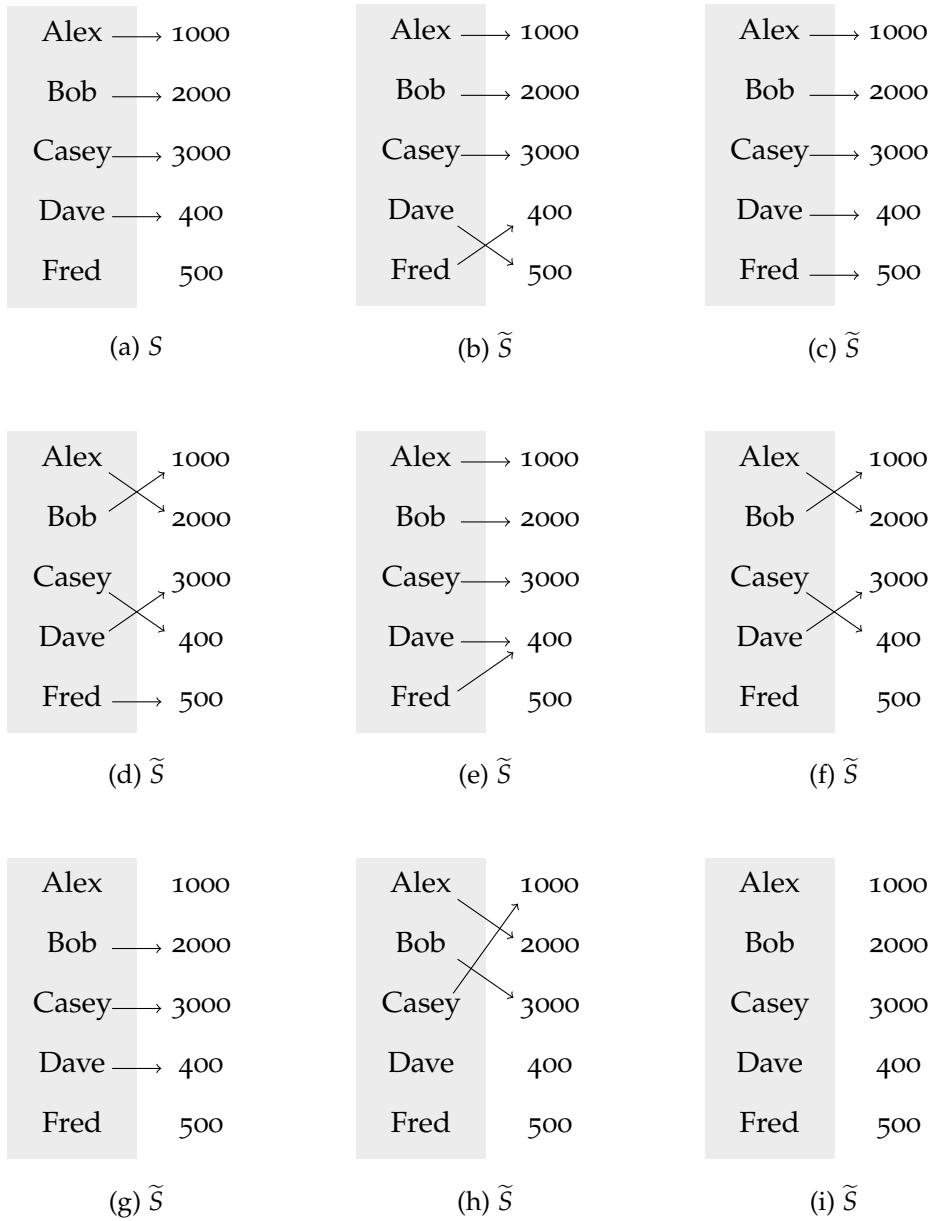 Alex 1000 Alex 1000 Alex 1000
Bob 2000 Bob 2000 Bob 2000
Casey 3000 Casey 3000 Casey 3000
Dave 400 Dave 400 Dave 400
Fred 500 Fred 500 Fred 500
(a) S (b) S̃ (c) S̃
Alex 1000 Alex 1000 Alex 1000
Bob 2000 Bob 2000 Bob 2000
Casey 3000 Casey 3000 Casey 3000
Dave 400 Dave 400 Dave 400
Fred 500 Fred 500 Fred 500
(d) S̃ (e) S̃ (f) S̃
Alex 1000 Alex 1000 Alex 1000
Bob 2000 Bob 2000 Bob 2000
Casey 3000 Casey 3000 Casey 3000
Dave 400 Dave 400 Dave 400
Fred 500 Fred 500 Fred 500
(g) S̃ (h) S̃ (i) S̃